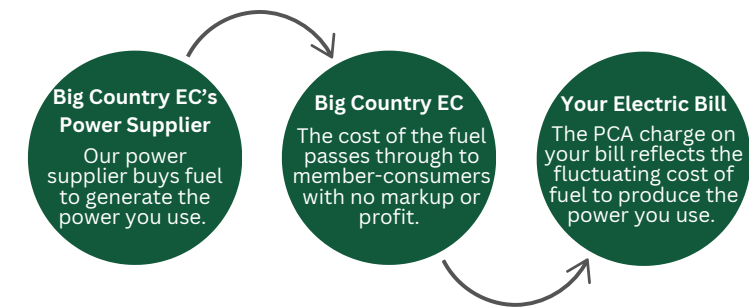 Big Country EC's
Power Supplier
Our power
supplier buys fuel
to generate the
power you use.
Big Country EC
The cost of the fuel
passes through to
member-consumers
with no markup or
profit.
Your Electric Bill
The PCA charge on
your bill reflects the
fluctuating cost of
fuel to produce the
power you use.